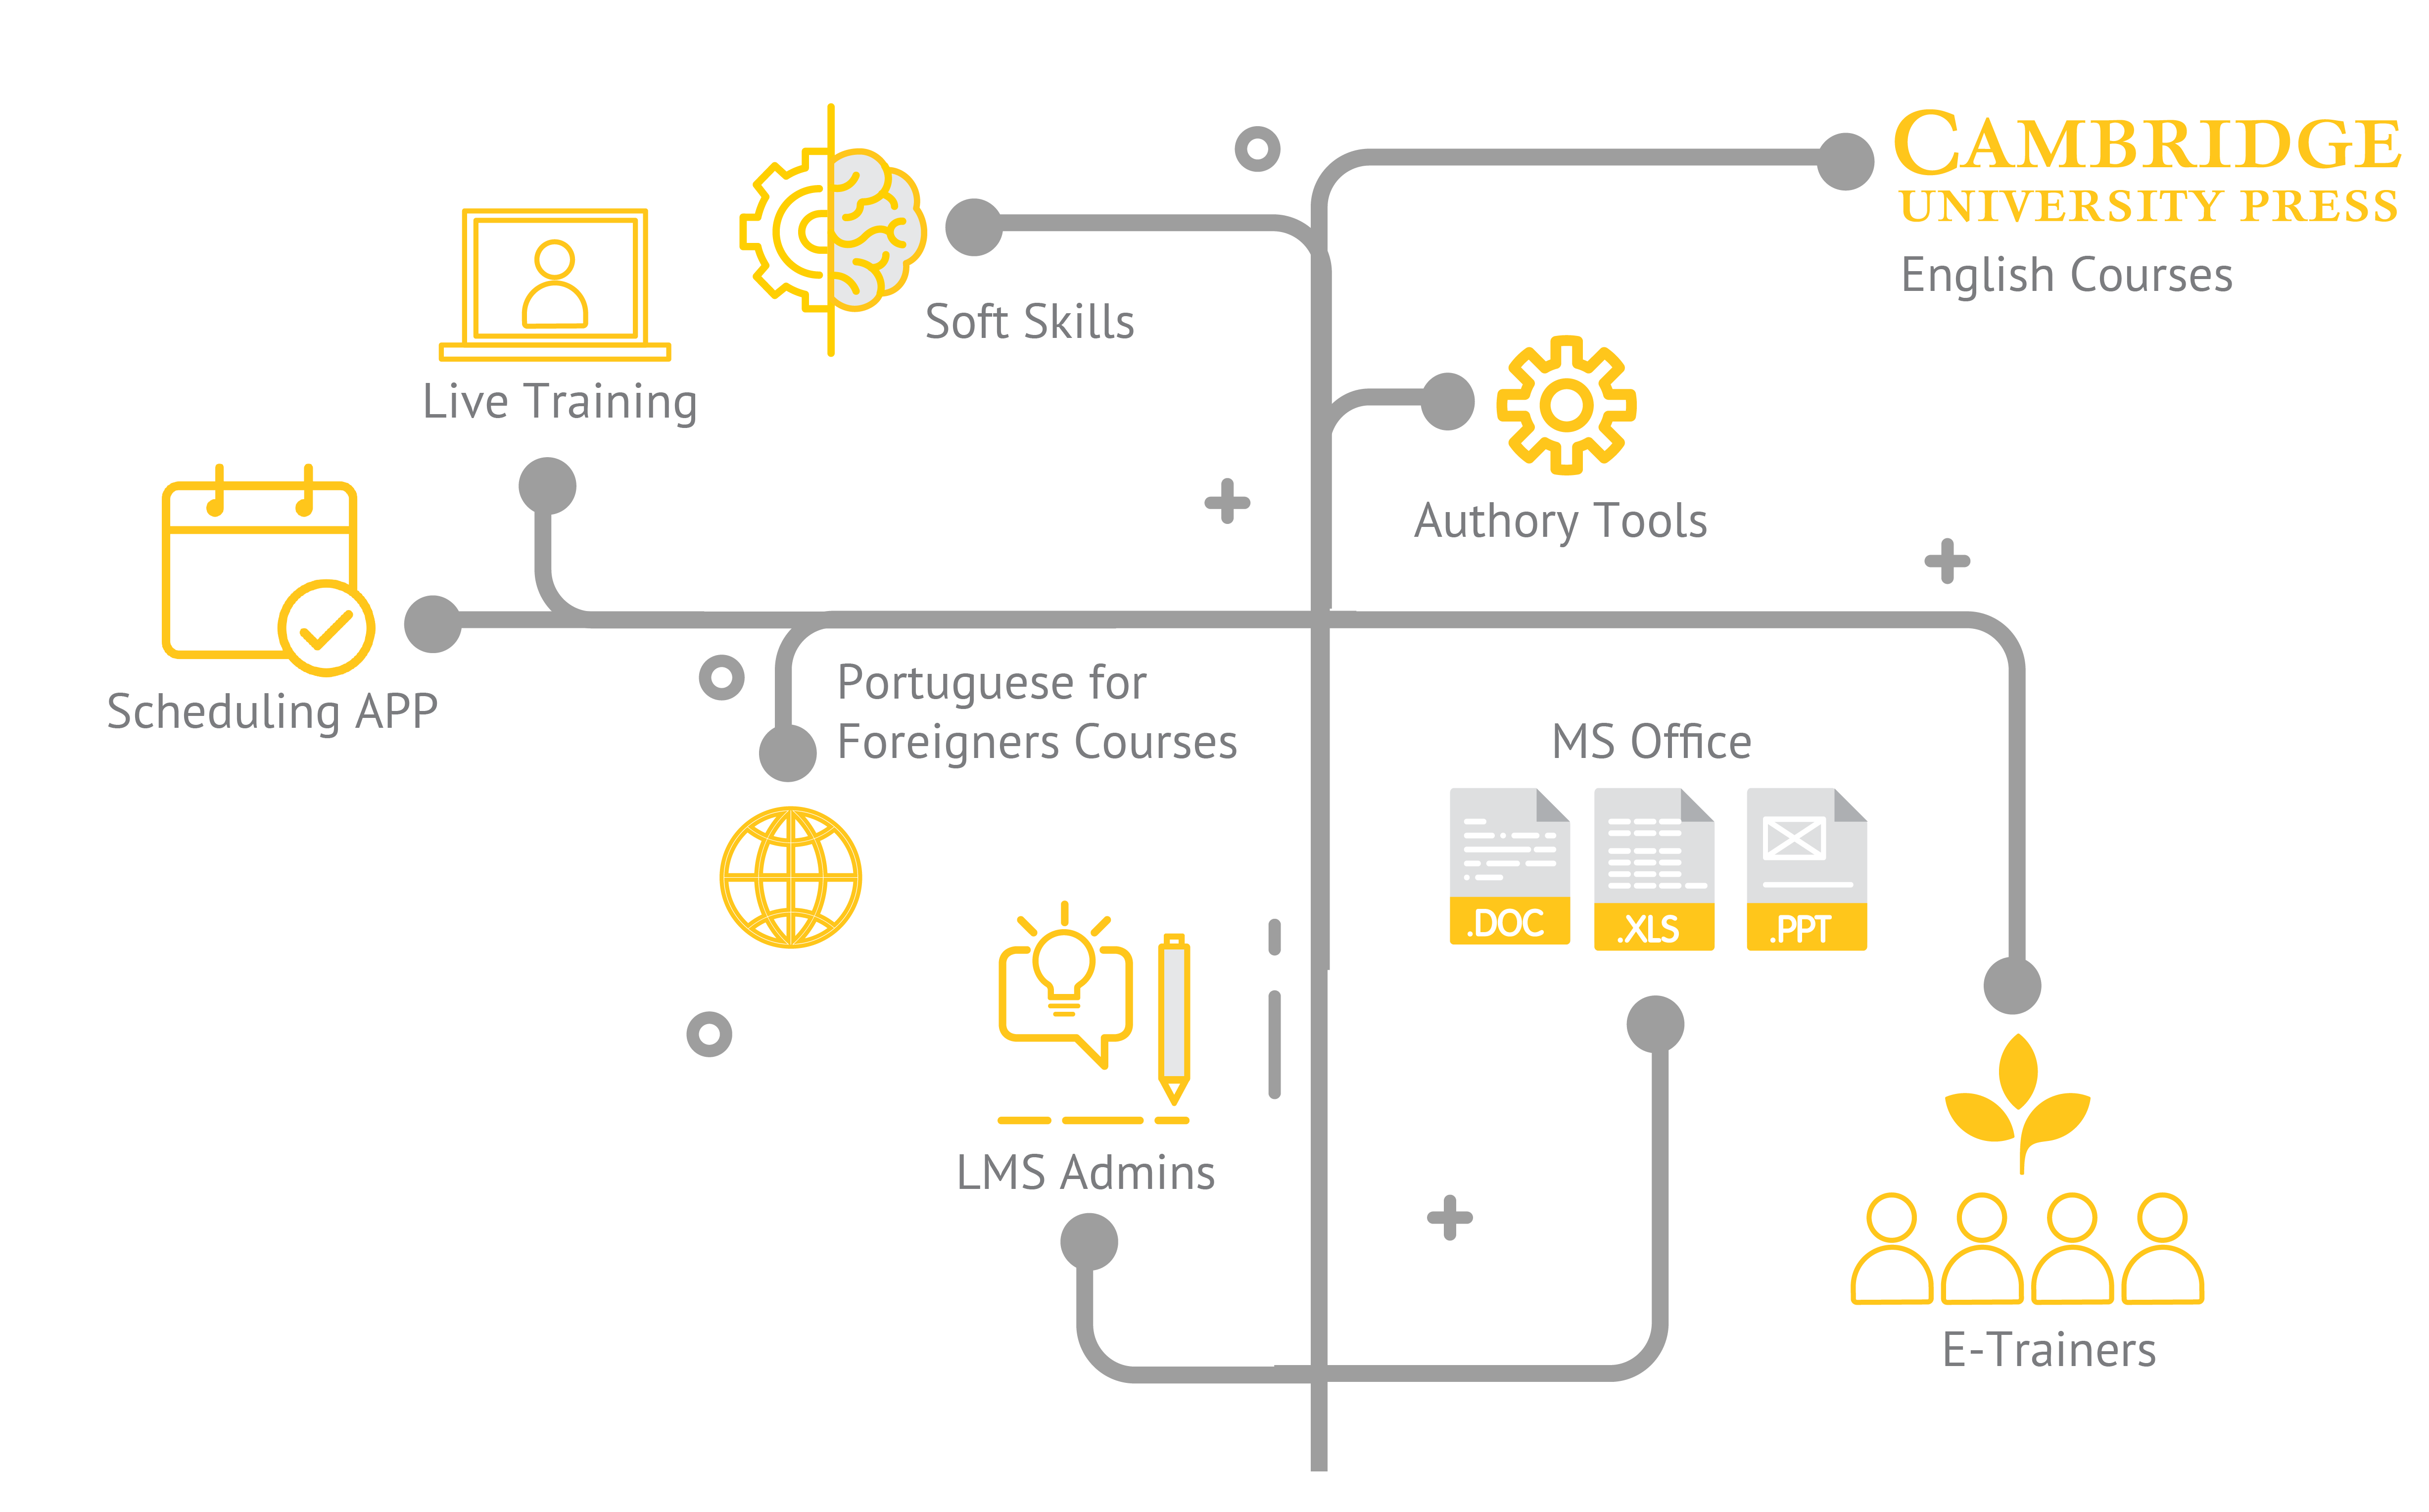 CAMBRIDGE
UNIVERSITY PRESS
English Courses
Soft Skills
Live Training
Authory Tools
Scheduling APP
Portuguese for
Foreigners Courses
MS Office
.DOC
.XLS
.PPT
LMS Admins
E-Trainers